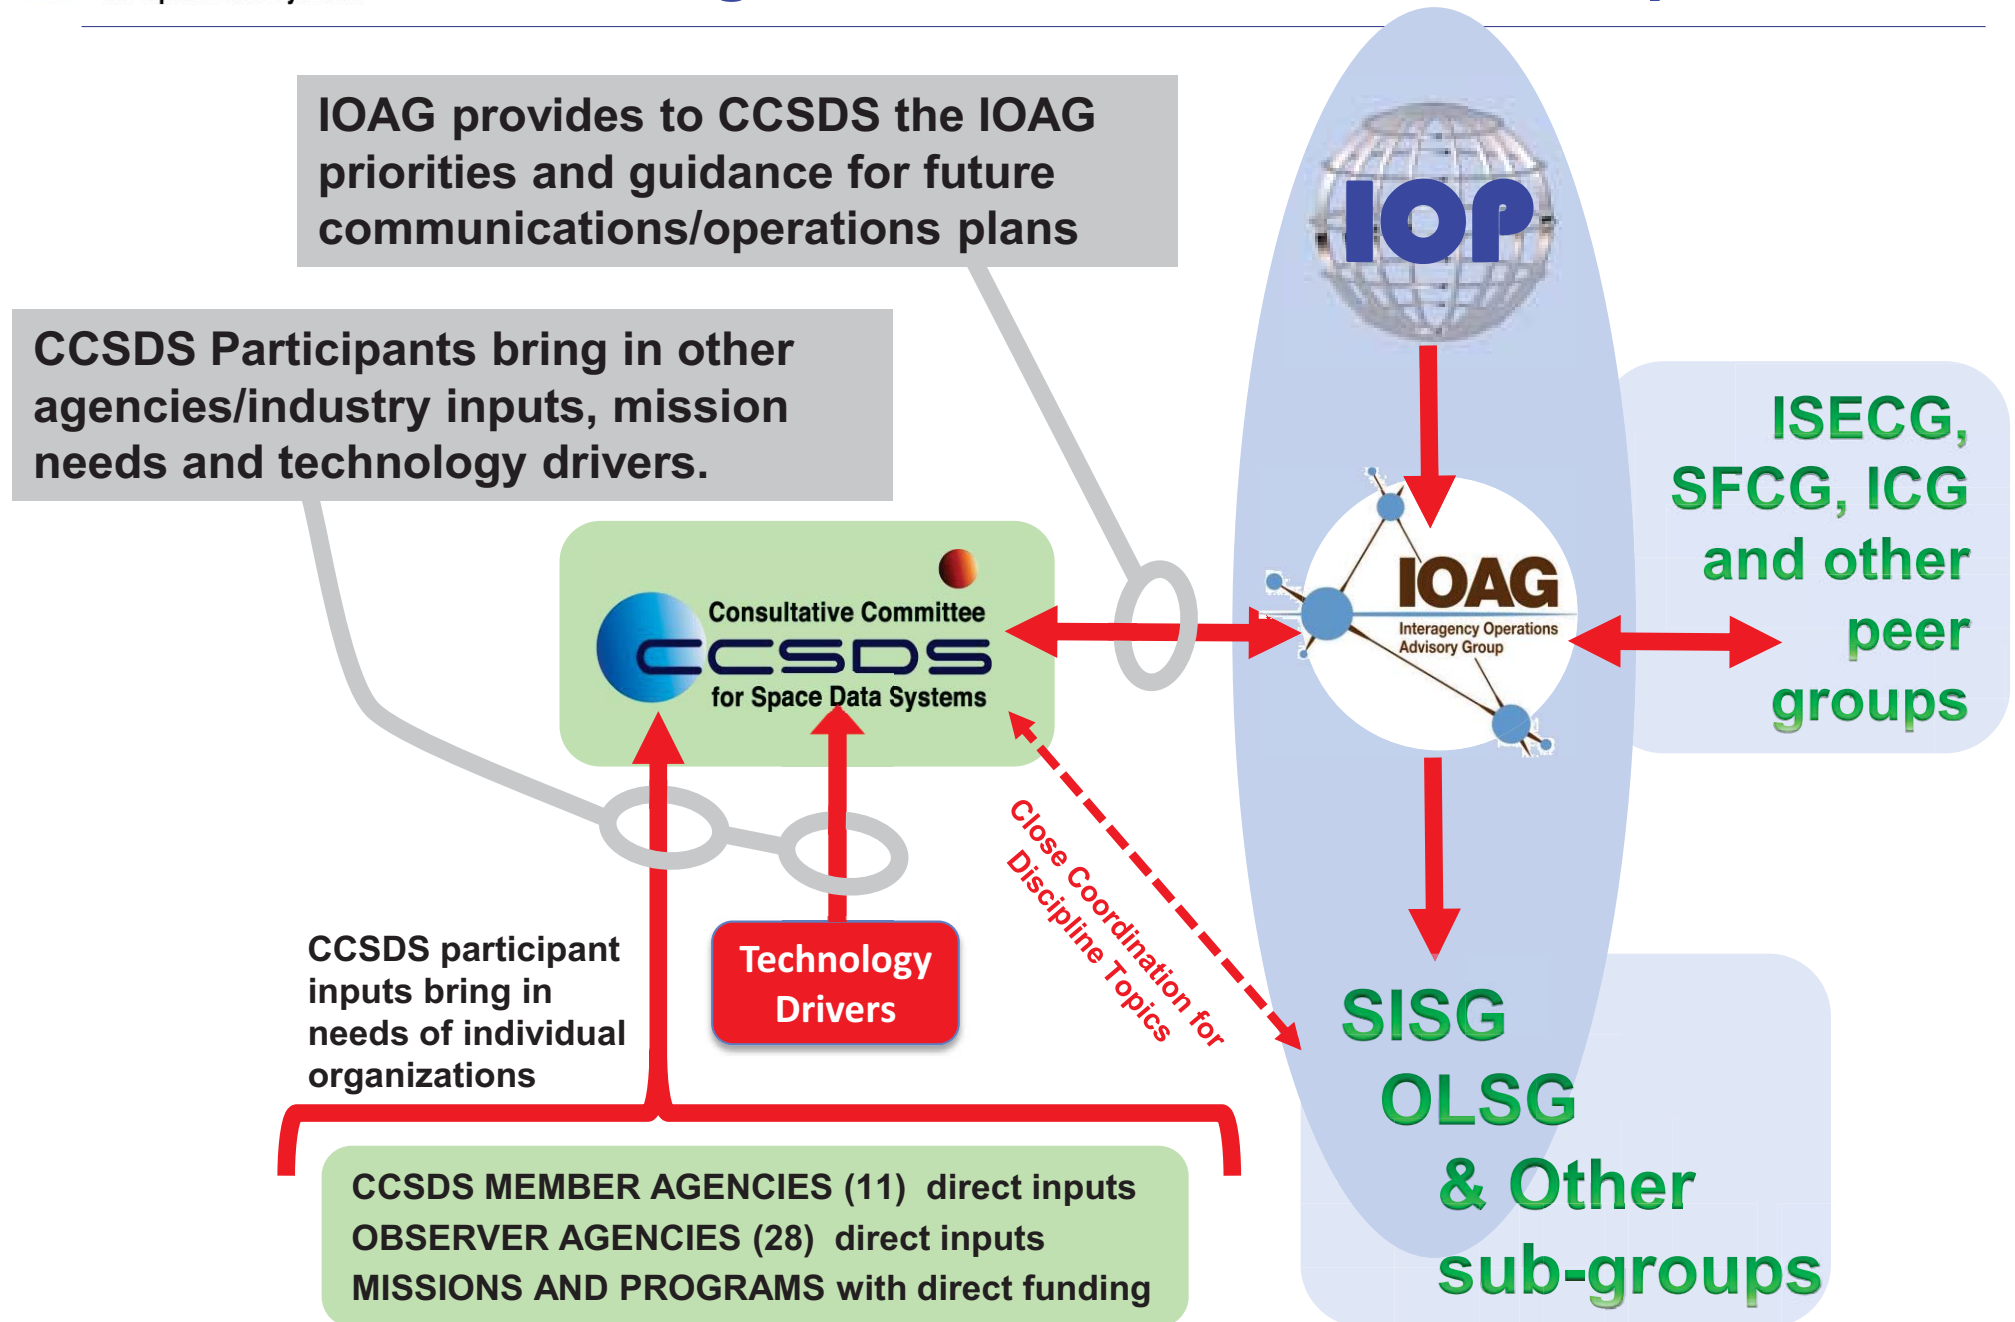 IOAG provides to CCSDS the IOAG
priorities and guidance for future
communications/operations plans
IOP
CCSDS Participants bring in other
agencies/industry inputs, mission
needs and technology drivers.
ISECG,
SFCG, ICG
and other
peer
groups
Consultative Committee
CCSDS
for Space Data Systems
IOAG
Interagency Operations
Advisory Group
Close Coordination for
Discipline Topics
CCSDS participant
inputs bring in
needs of individual
organizations
Technology
Drivers
SISG
OLSG
& Other
sub-groups
CCSDS MEMBER AGENCIES (11) direct inputs
OBSERVER AGENCIES (28) direct inputs
MISSIONS AND PROGRAMS with direct funding